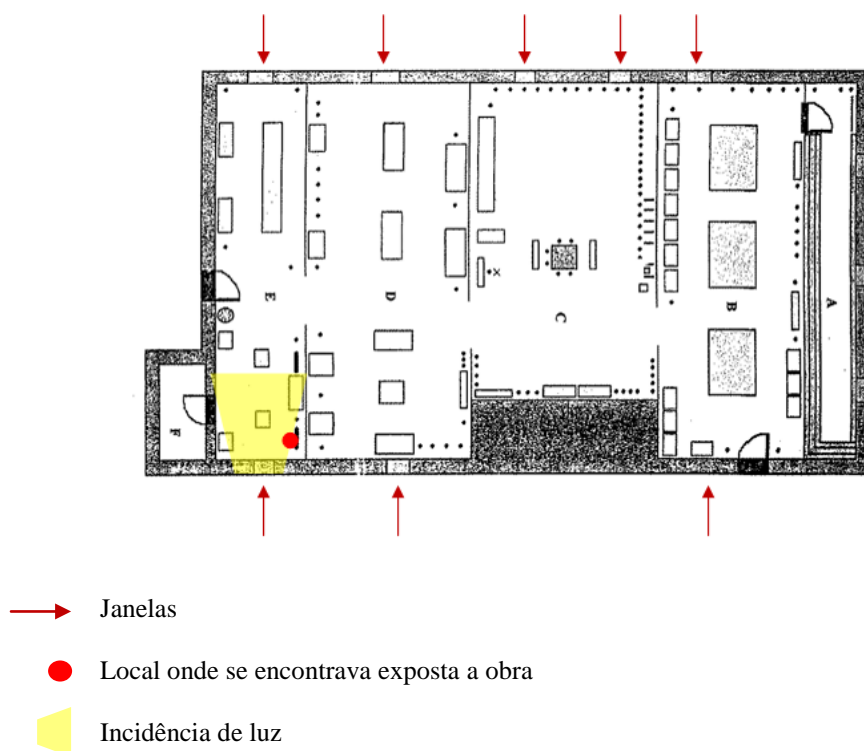 E
D
C
B
A
F
Janelas
Local onde se encontrava exposta a obra
Incidência de luz